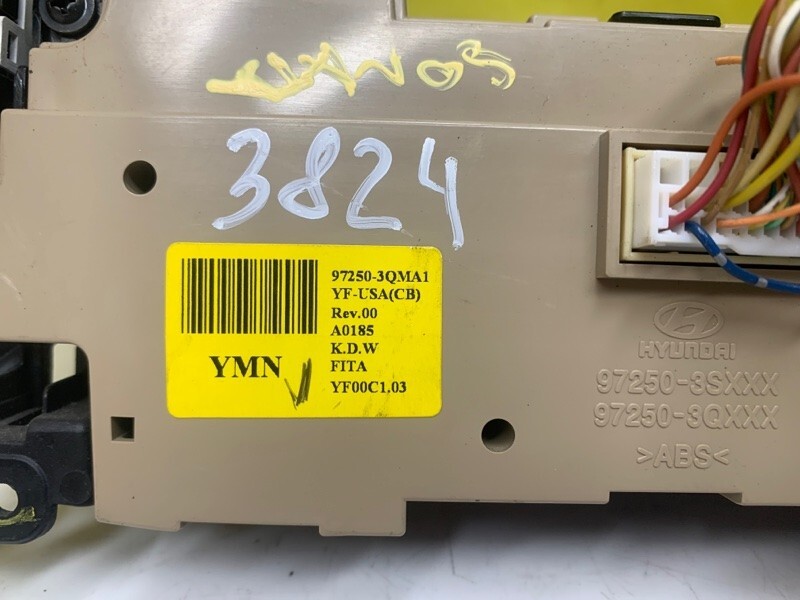 3824
97250-3QMA1
YF-USA(CB)
Rev.00
A0185
K.D.W
FITA
YF00C1.03
YMN
HYUNDAI
97250-3SXXX
97250-3QXXX
>ABS<